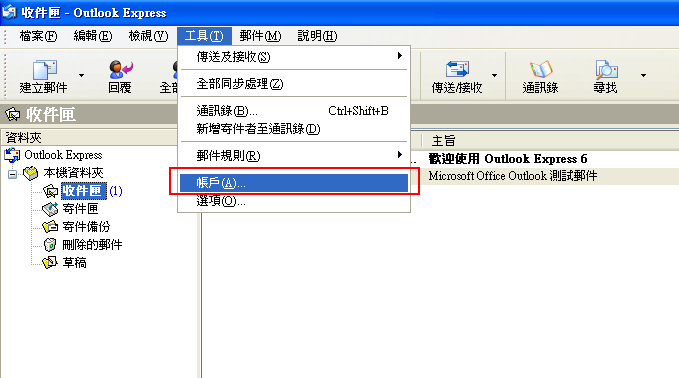 收件匣 - Outlook Express
檔案(F) 編輯(E) 檢視(V) 工具(T) 郵件(M) 說明(H)
傳送及接收(S)
全部同步處理(Z)
通訊錄(B)... Ctrl+Shift+B
新增寄件者至通訊錄(D)
郵件規則(R)
帳戶(A)...
選項(O)...
建立郵件 回覆 全部 傳送/接收 通訊錄 尋找
收件匣
資料夾
主旨
Outlook Express
歡迎使用 Outlook Express 6
本機資料夾
Microsoft Office Outlook 測試郵件
收件匣 (1)
寄件匣
寄件備份
刪除的郵件
草稿